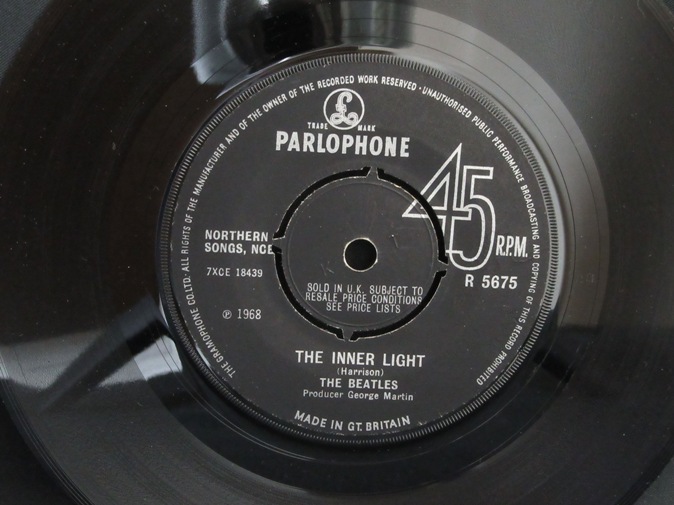 THE GRAMOPHONE CO.LTD. ALL RIGHTS OF THE MANUFACTURER AND OF THE OWNER OF THE RECORDED WORK RESERVED · UNAUTHORISED PUBLIC PERFORMANCE BROADCASTING AND COPYING OF THIS RECORD PROHIBITED
£
TRADE MARK
PARLOPHONE
45
R.P.M.
NORTHERN
SONGS, NCB
7XCE 18439
R 5675
SOLD IN U.K. SUBJECT TO
RESALE PRICE CONDITIONS
SEE PRICE LISTS
℗ 1968
THE INNER LIGHT
(Harrison)
THE BEATLES
Producer George Martin
MADE IN GT. BRITAIN